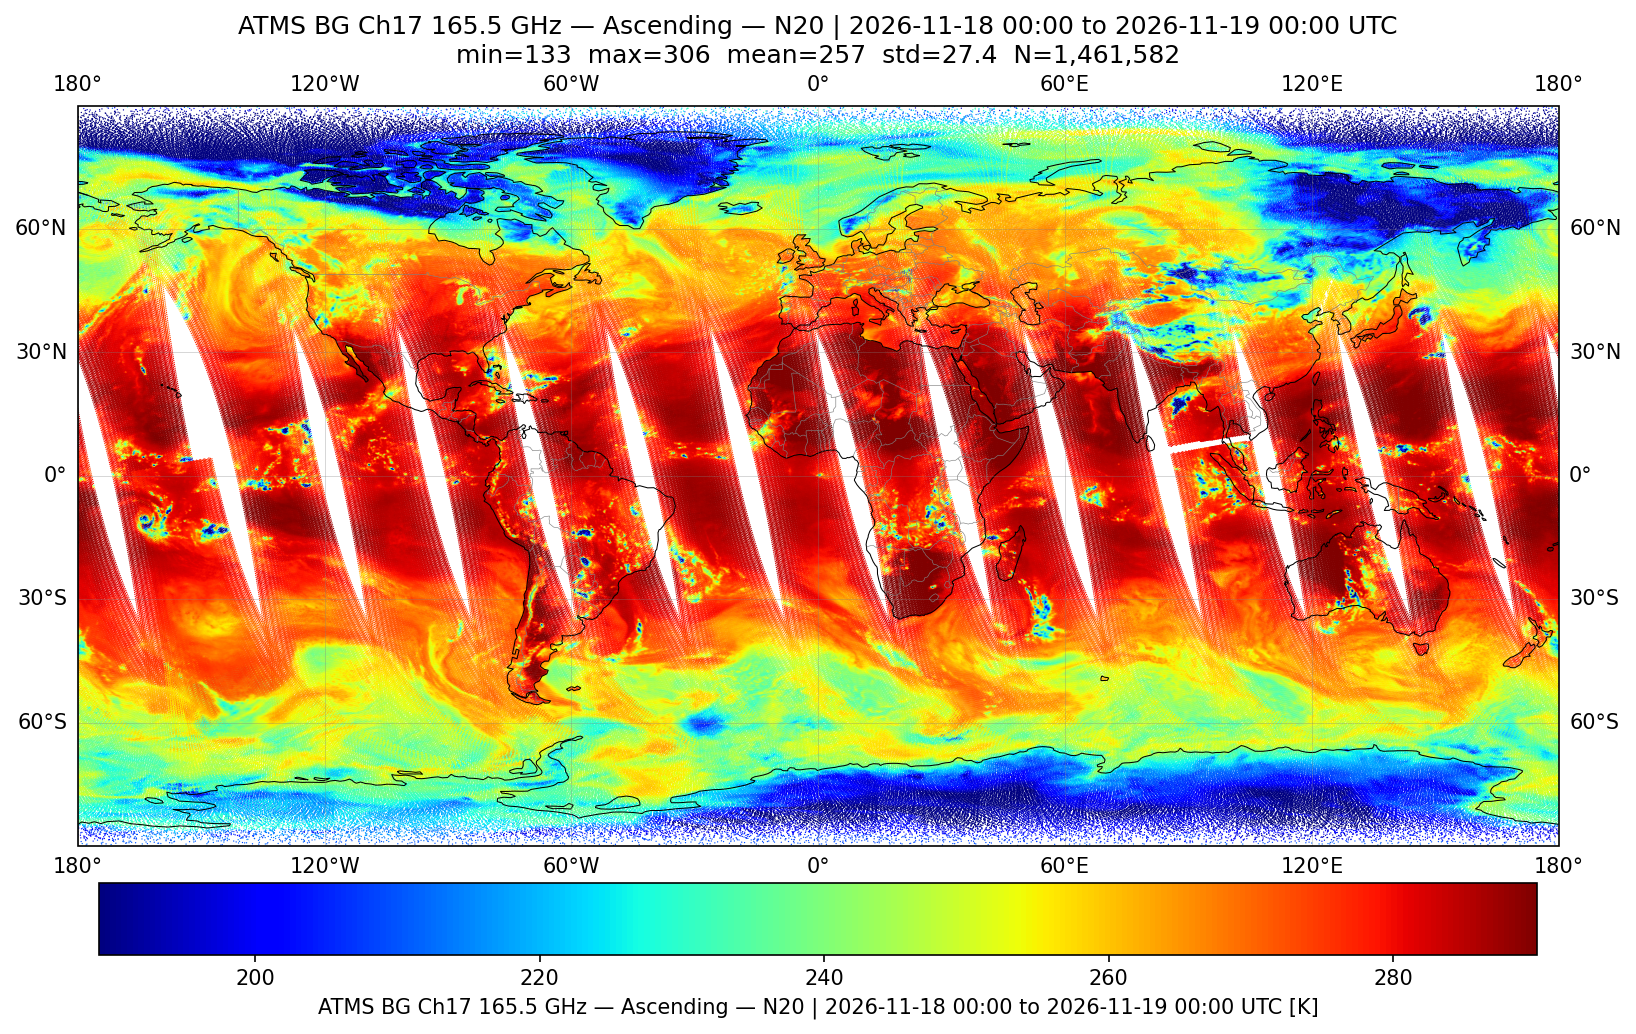 ATMS BG Ch17 165.5 GHz — Ascending — N20 | 2026-11-18 00:00 to 2026-11-19 00:00 UTC
min=133 max=306 mean=257 std=27.4 N=1,461,582
180° 120°W 60°W 0° 60°E 120°E 180°
60°N 60°N
30°N 30°N
0° 0°
30°S 30°S
60°S 60°S
180° 120°W 60°W 0° 60°E 120°E 180°
200 220 240 260 280
ATMS BG Ch17 165.5 GHz — Ascending — N20 | 2026-11-18 00:00 to 2026-11-19 00:00 UTC [K]